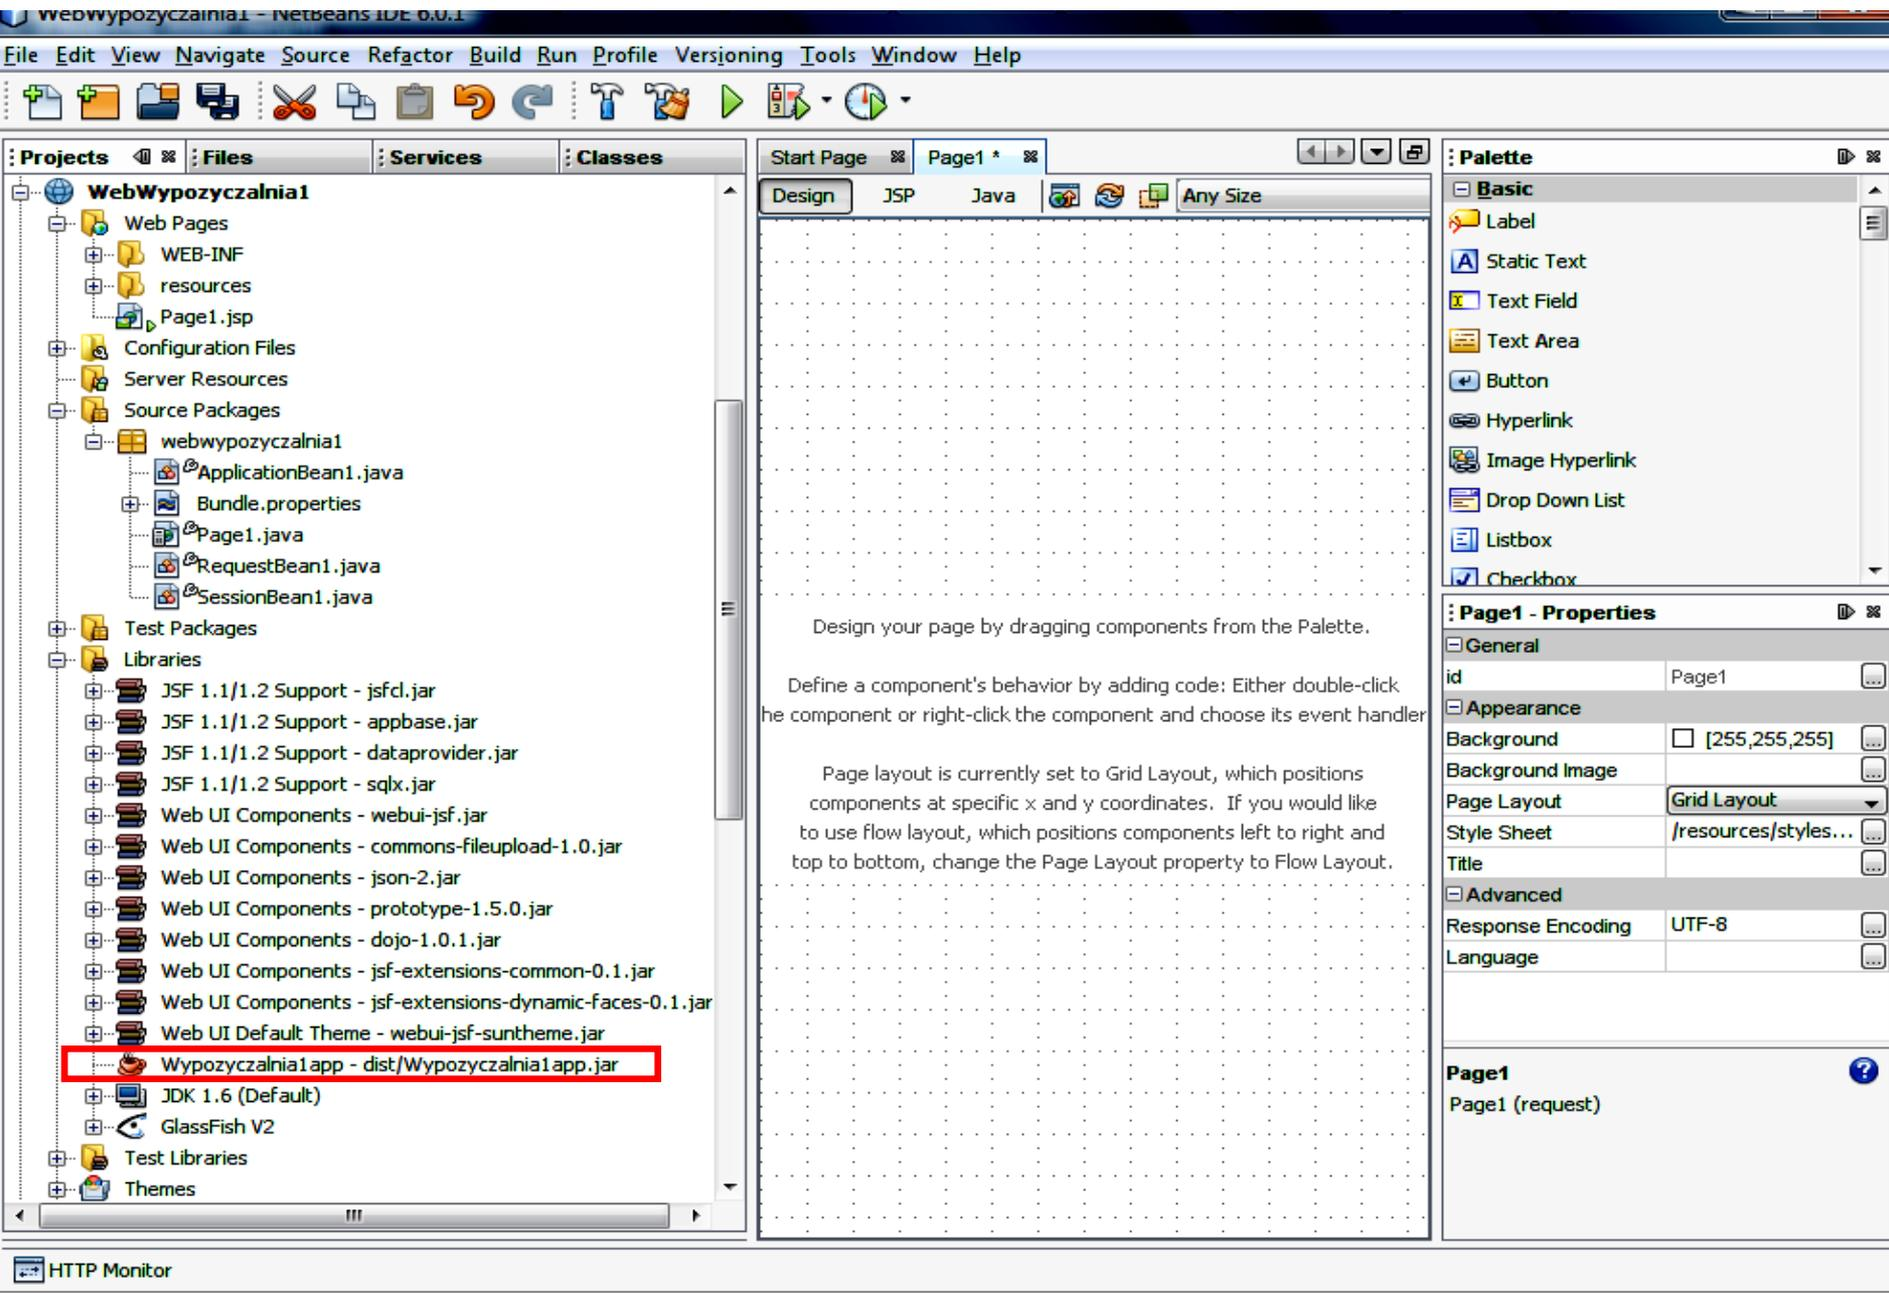 WebWypozyczalnia1 - NetBeans IDE 6.0.1
File Edit View Navigate Source Refactor Build Run Profile Versioning Tools Window Help
Projects Files Services Classes
WebWypozyczalnia1
Web Pages
WEB-INF
resources
Page1.jsp
Configuration Files
Server Resources
Source Packages
webwypozyczalnia1
ApplicationBean1.java
Bundle.properties
Page1.java
RequestBean1.java
SessionBean1.java
Test Packages
Libraries
JSF 1.1/1.2 Support - jsfcl.jar
JSF 1.1/1.2 Support - appbase.jar
JSF 1.1/1.2 Support - dataprovider.jar
JSF 1.1/1.2 Support - sqlx.jar
Web UI Components - webui-jsf.jar
Web UI Components - commons-fileupload-1.0.jar
Web UI Components - json-2.jar
Web UI Components - prototype-1.5.0.jar
Web UI Components - dojo-1.0.1.jar
Web UI Components - jsf-extensions-common-0.1.jar
Web UI Components - jsf-extensions-dynamic-faces-0.1.jar
Web UI Default Theme - webui-jsf-suntheme.jar
Wypozyczalnia1app - dist/Wypozyczalnia1app.jar
JDK 1.6 (Default)
GlassFish V2
Test Libraries
Themes
Start Page Page1 *
Design JSP Java Any Size
Design your page by dragging components from the Palette.
Define a component's behavior by adding code: Either double-click
he component or right-click the component and choose its event handler
Page layout is currently set to Grid Layout, which positions
components at specific x and y coordinates. If you would like
to use flow layout, which positions components left to right and
top to bottom, change the Page Layout property to Flow Layout.
Palette
Basic
Label
Static Text
Text Field
Text Area
Button
Hyperlink
Image Hyperlink
Drop Down List
Listbox
Checkbox
Page1 - Properties
General
id Page1
Appearance
Background [255,255,255]
Background Image
Page Layout Grid Layout
Style Sheet /resources/styles...
Title
Advanced
Response Encoding UTF-8
Language
Page1
Page1 (request)
HTTP Monitor